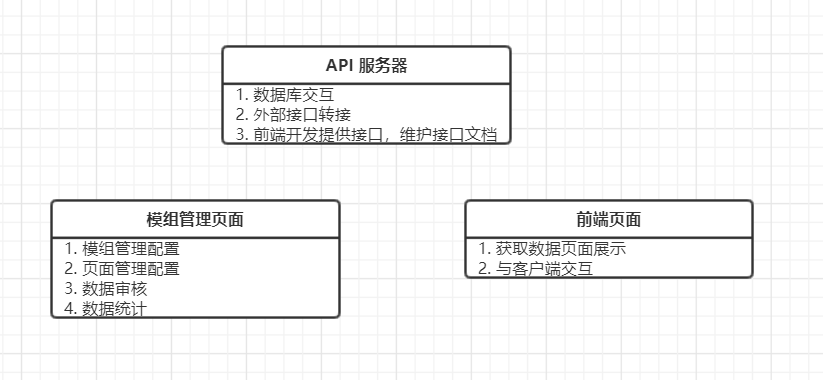 API 服务器
1. 数据库交互
2. 外部接口转接
3. 前端开发提供接口，维护接口文档
模组管理页面
1. 模组管理配置
2. 页面管理配置
3. 数据审核
4. 数据统计
前端页面
1. 获取数据页面展示
2. 与客户端交互